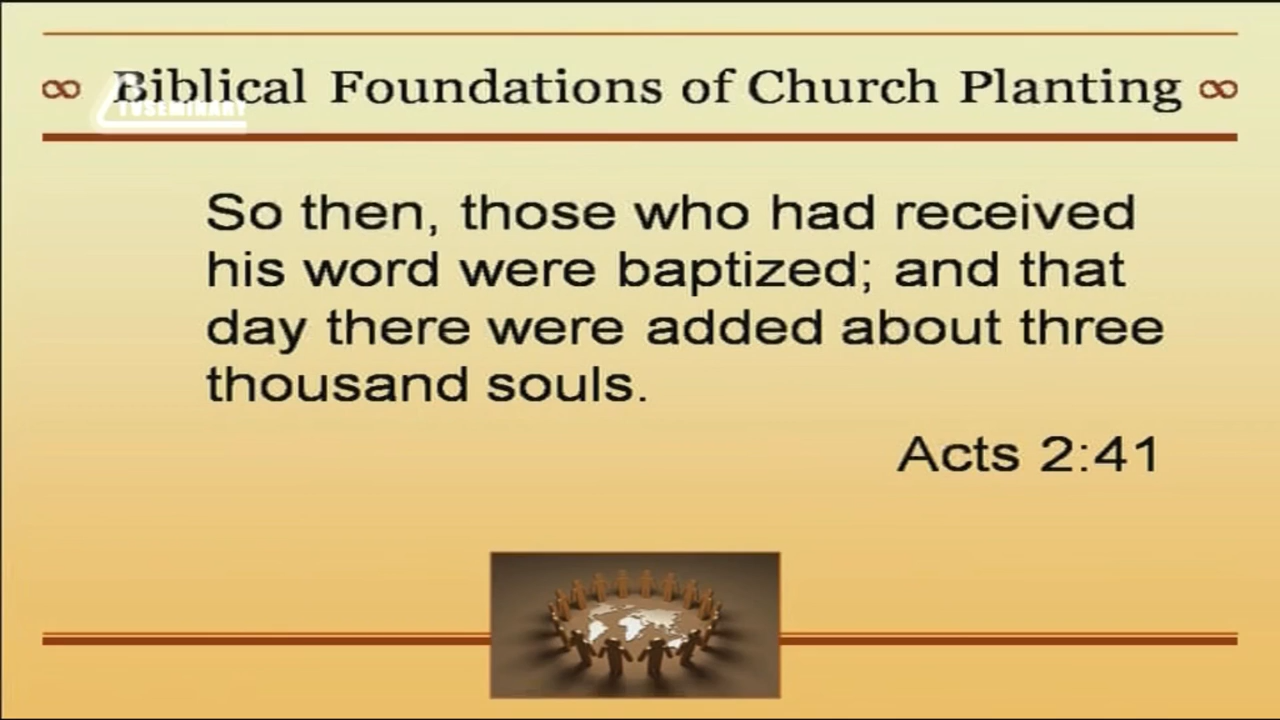 ∞ Biblical Foundations of Church Planting ∞
TVSEMINARY
So then, those who had received
his word were baptized; and that
day there were added about three
thousand souls.
Acts 2:41